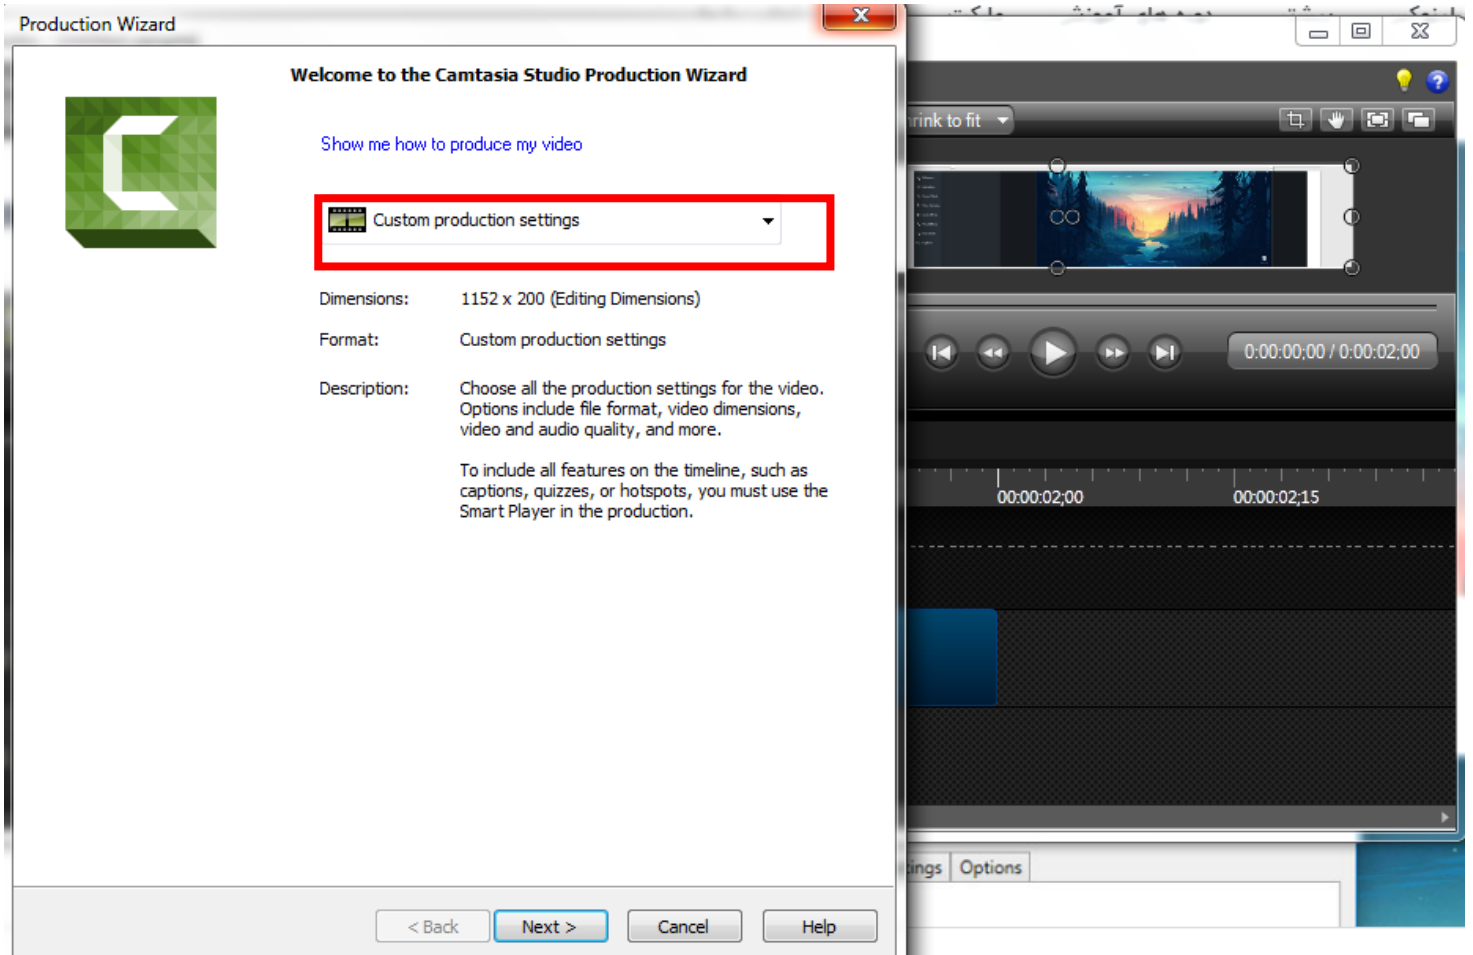 Production Wizard
Welcome to the Camtasia Studio Production Wizard
Show me how to produce my video
Custom production settings
Dimensions: 1152 x 200 (Editing Dimensions)
Format: Custom production settings
Description: Choose all the production settings for the video.
Options include file format, video dimensions,
video and audio quality, and more.
To include all features on the timeline, such as
captions, quizzes, or hotspots, you must use the
Smart Player in the production.
< Back Next > Cancel Help
rink to fit
0:00:00;00 / 0:00:02;00
00:00:02;00 00:00:02;15
ings Options